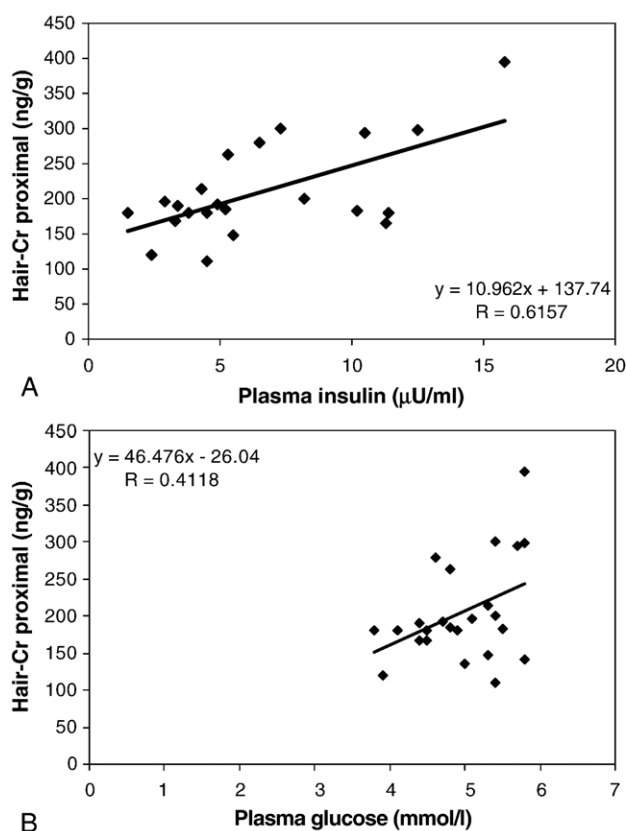 450
400
350
300
250
200
150
100
50
0
Hair-Cr proximal (ng/g)
y = 10.962x + 137.74
R = 0.6157
0 5 10 15 20
A
Plasma insulin (μU/ml)
450
400
350
300
250
200
150
100
50
0
Hair-Cr proximal (ng/g)
y = 46.476x - 26.04
R = 0.4118
0 1 2 3 4 5 6 7
B
Plasma glucose (mmol/l)